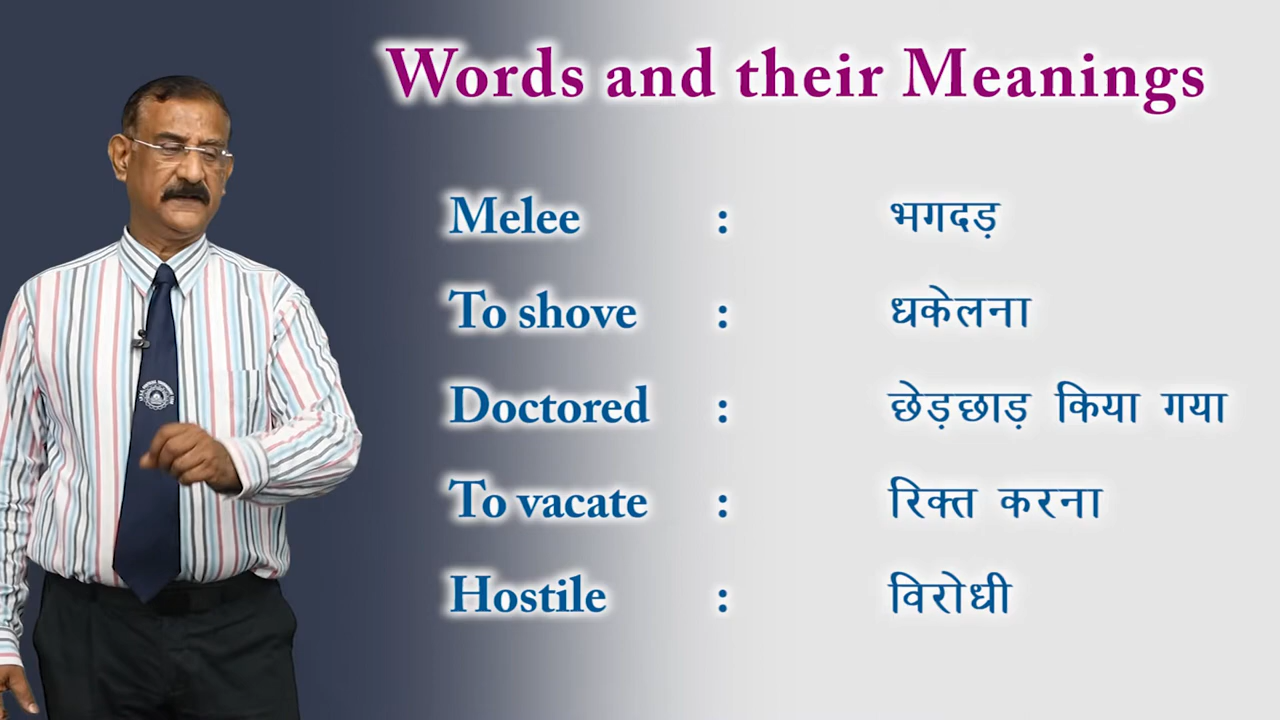 Words and their Meanings
Melee : भगदड़
To shove : धकेलना
Doctored : छेड़छाड़ किया गया
To vacate : रिक्त करना
Hostile : विरोधी